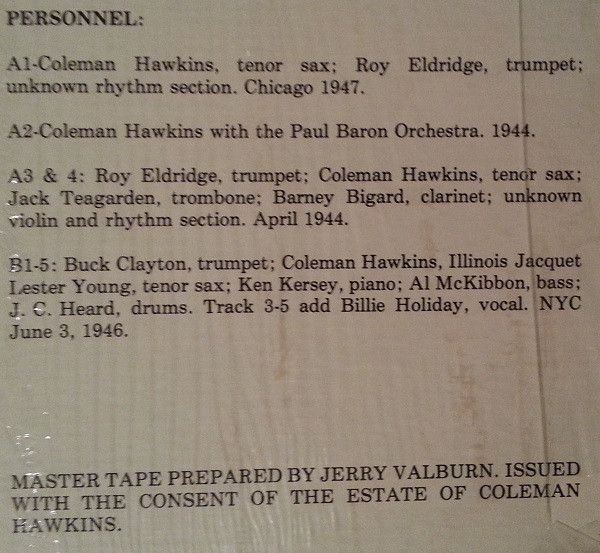 PERSONNEL:
A1-Coleman Hawkins, tenor sax; Roy Eldridge, trumpet;
unknown rhythm section. Chicago 1947.
A2-Coleman Hawkins with the Paul Baron Orchestra. 1944.
A3 & 4: Roy Eldridge, trumpet; Coleman Hawkins, tenor sax;
Jack Teagarden, trombone; Barney Bigard, clarinet; unknown
violin and rhythm section. April 1944.
B1-5: Buck Clayton, trumpet; Coleman Hawkins, Illinois Jacquet
Lester Young, tenor sax; Ken Kersey, piano; Al McKibbon, bass;
J. C. Heard, drums. Track 3-5 add Billie Holiday, vocal. NYC
June 3, 1946.
MASTER TAPE PREPARED BY JERRY VALBURN. ISSUED
WITH THE CONSENT OF THE ESTATE OF COLEMAN
HAWKINS.